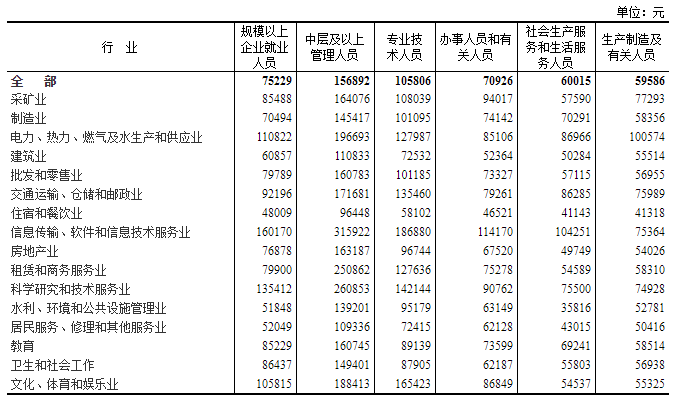 单位：元
行 业 规模以上企业就业人员 中层及以上管理人员 专业技术人员 办事人员和有关人员 社会生产服务和生活服务人员 生产制造及有关人员
全 部 75229 156892 105806 70926 60015 59586
采矿业 85488 164076 108039 94017 57590 77293
制造业 70494 145417 101095 74142 70291 58356
电力、热力、燃气及水生产和供应业 110822 196693 127987 85106 86966 100574
建筑业 60857 110833 72532 52364 50284 55514
批发和零售业 79789 160783 101185 73327 57115 56955
交通运输、仓储和邮政业 92196 171681 135460 79261 86285 75989
住宿和餐饮业 48009 96448 58102 46521 41143 41318
信息传输、软件和信息技术服务业 160170 315922 186880 114170 104251 75364
房地产业 76878 163187 96744 67520 49749 54026
租赁和商务服务业 79900 250862 127636 75278 54589 58310
科学研究和技术服务业 135412 260853 142144 90762 75500 74928
水利、环境和公共设施管理业 51848 139201 95179 63149 35816 52781
居民服务、修理和其他服务业 52049 109336 72415 62128 43015 50416
教育 85229 160745 89139 73599 69241 58514
卫生和社会工作 86437 149401 87905 62187 55803 56938
文化、体育和娱乐业 105815 188413 165423 86849 54537 55325